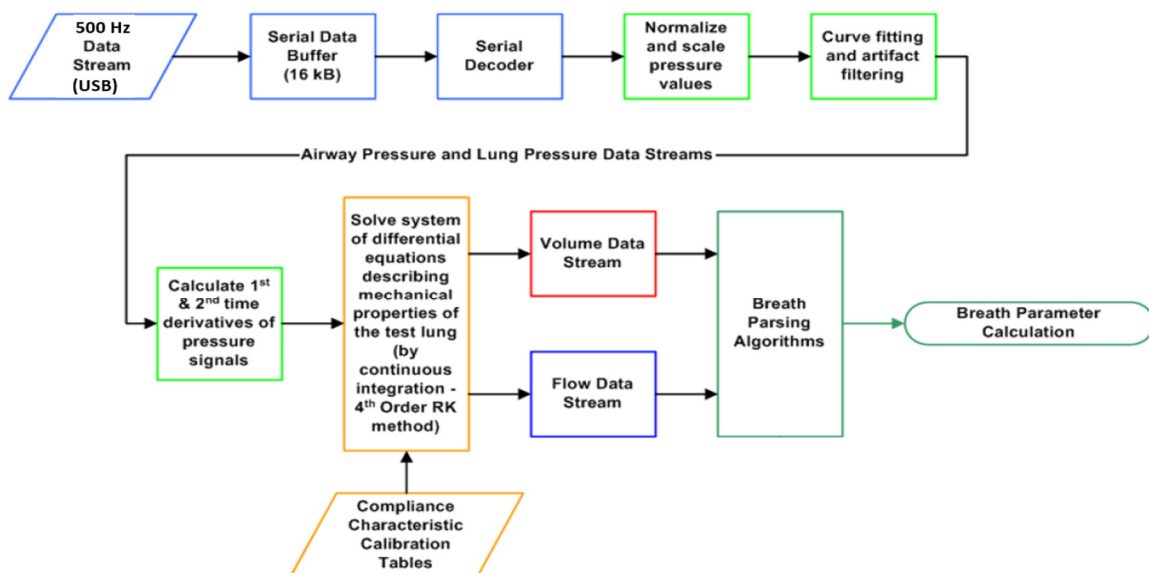 500 Hz
Data
Stream
(USB)
Serial Data
Buffer
(16 kB)
Serial
Decoder
Normalize
and scale
pressure
values
Curve fitting
and artifact
filtering
Airway Pressure and Lung Pressure Data Streams
Calculate 1st
& 2nd time
derivatives of
pressure
signals
Solve system
of differential
equations
describing
mechanical
properties of
the test lung
(by
continuous
integration -
4th Order RK
method)
Volume Data
Stream
Flow Data
Stream
Breath
Parsing
Algorithms
Breath Parameter
Calculation
Compliance
Characteristic
Calibration
Tables